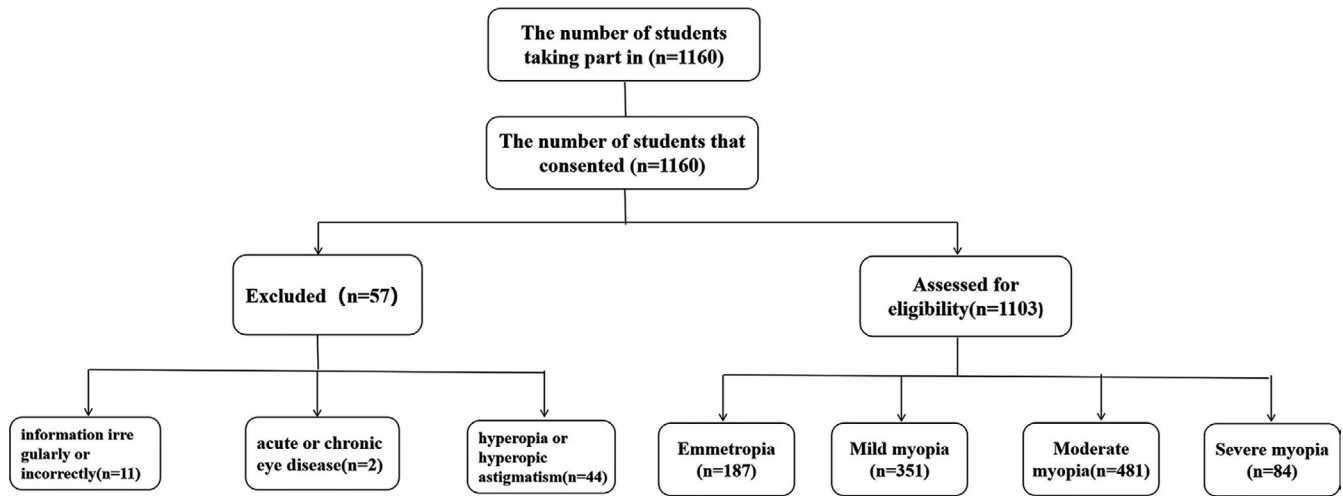 The number of students
taking part in (n=1160)
The number of students that
consented (n=1160)
Excluded (n=57)
Assessed for
eligibility(n=1103)
information irre
gularly or
incorrectly(n=11)
acute or chronic
eye disease(n=2)
hyperopia or
hyperopic
astigmatism(n=44)
Emmetropia
(n=187)
Mild myopia
(n=351)
Moderate
myopia(n=481)
Severe myopia
(n=84)